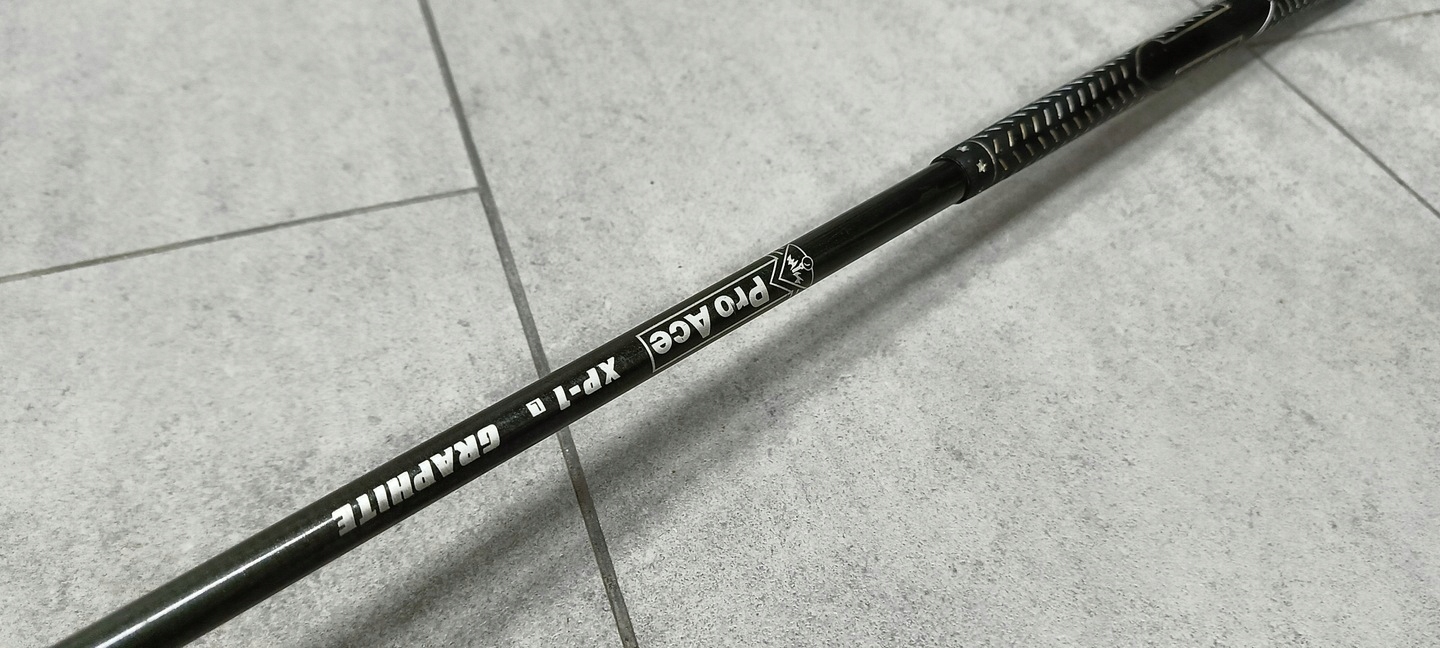 Pro Ace
XP-1 L
GRAPHITE